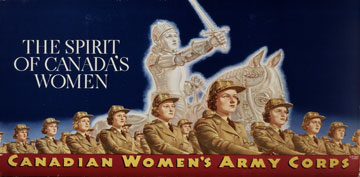 THE SPIRIT
OF CANADA'S
WOMEN
CANADIAN WOMEN'S ARMY CORPS